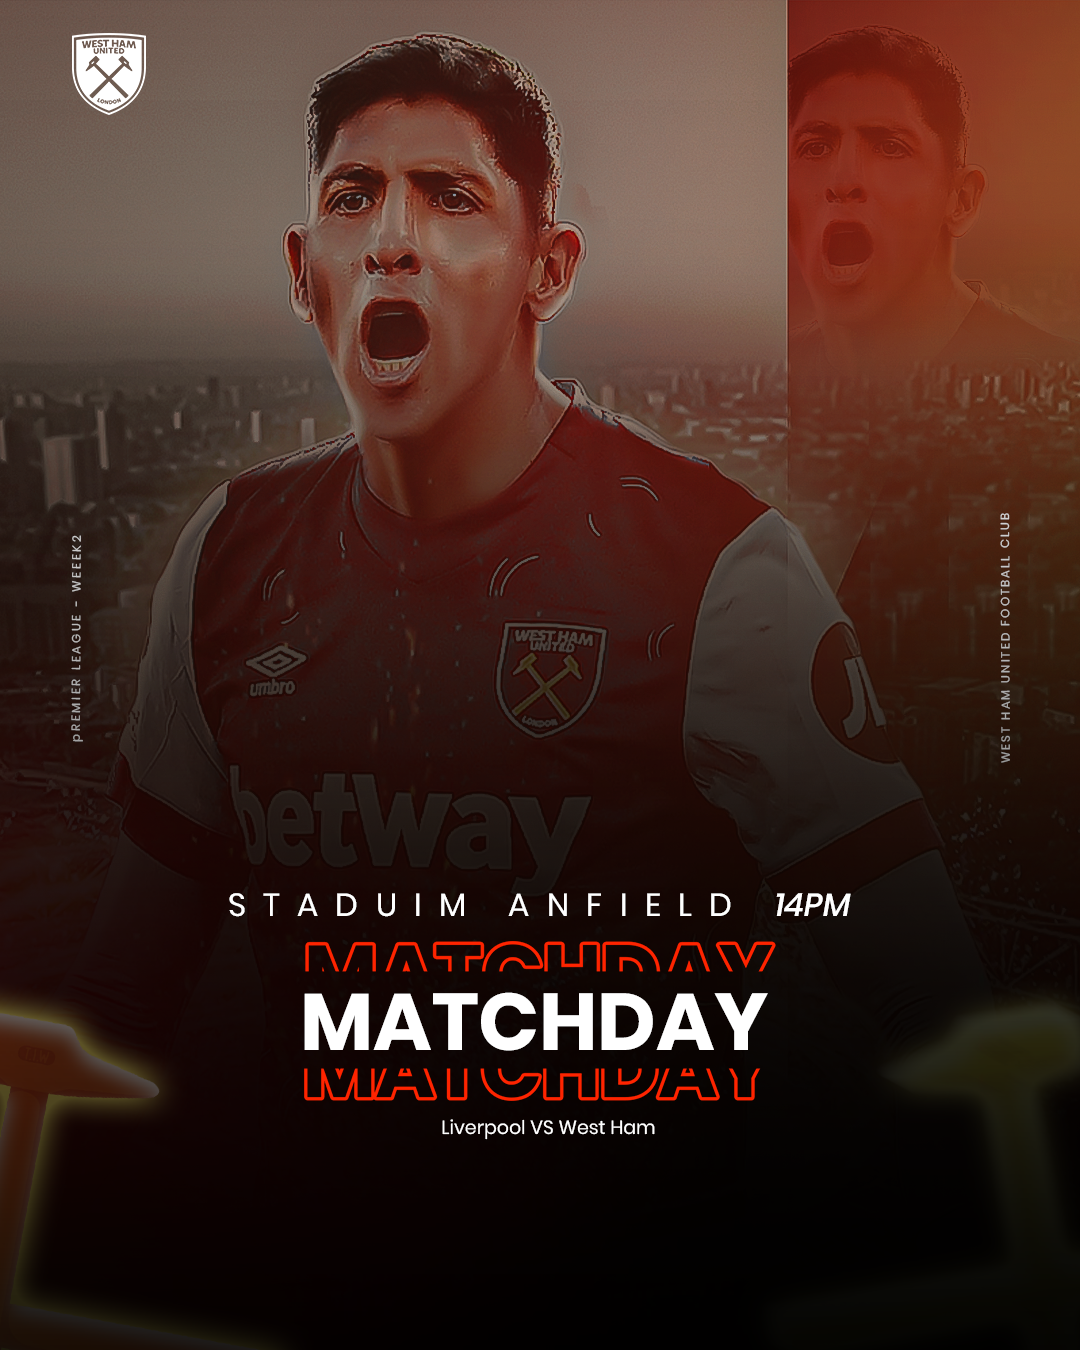 WEST HAM
UNITED
LONDON
pREMIER LEAGUE - WEEEK2
WEST HAM UNITED FOOTBALL CLUB
umbro
WEST HAM
UNITED
LONDON
betway
STADUIM ANFIELD 14PM
MATCHDAY
MATCHDAY
MATCHDAY
Liverpool VS West Ham